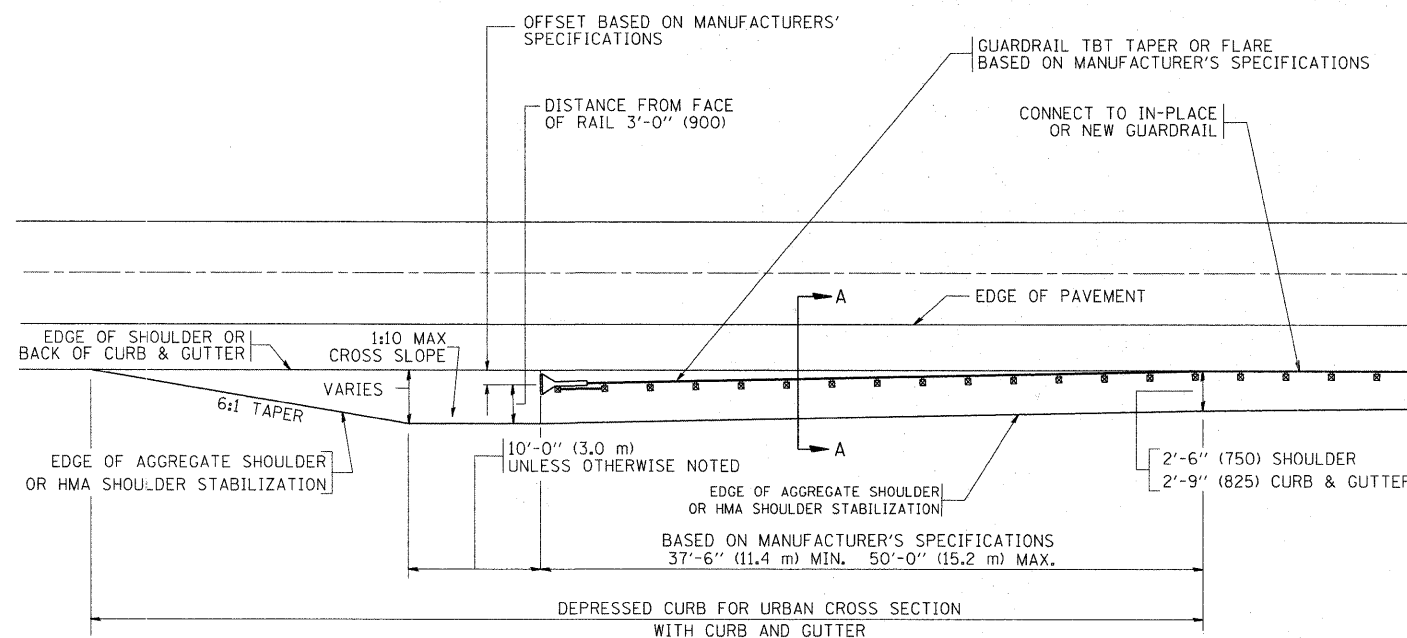 OFFSET BASED ON MANUFACTURERS'
SPECIFICATIONS
GUARDRAIL TBT TAPER OR FLARE
BASED ON MANUFACTURER'S SPECIFICATIONS
DISTANCE FROM FACE
OF RAIL 3'-0" (900)
CONNECT TO IN-PLACE
OR NEW GUARDRAIL
A
EDGE OF PAVEMENT
EDGE OF SHOULDER OR
BACK OF CURB & GUTTER
1:10 MAX
CROSS SLOPE
VARIES
6:1 TAPER
EDGE OF AGGREGATE SHOULDER
OR HMA SHOULDER STABILIZATION
10'-0" (3.0 m)
UNLESS OTHERWISE NOTED
A
2'-6" (750) SHOULDER
2'-9" (825) CURB & GUTTER
EDGE OF AGGREGATE SHOULDER
OR HMA SHOULDER STABILIZATION
BASED ON MANUFACTURER'S SPECIFICATIONS
37'-6" (11.4 m) MIN. 50'-0" (15.2 m) MAX.
DEPRESSED CURB FOR URBAN CROSS SECTION
WITH CURB AND GUTTER